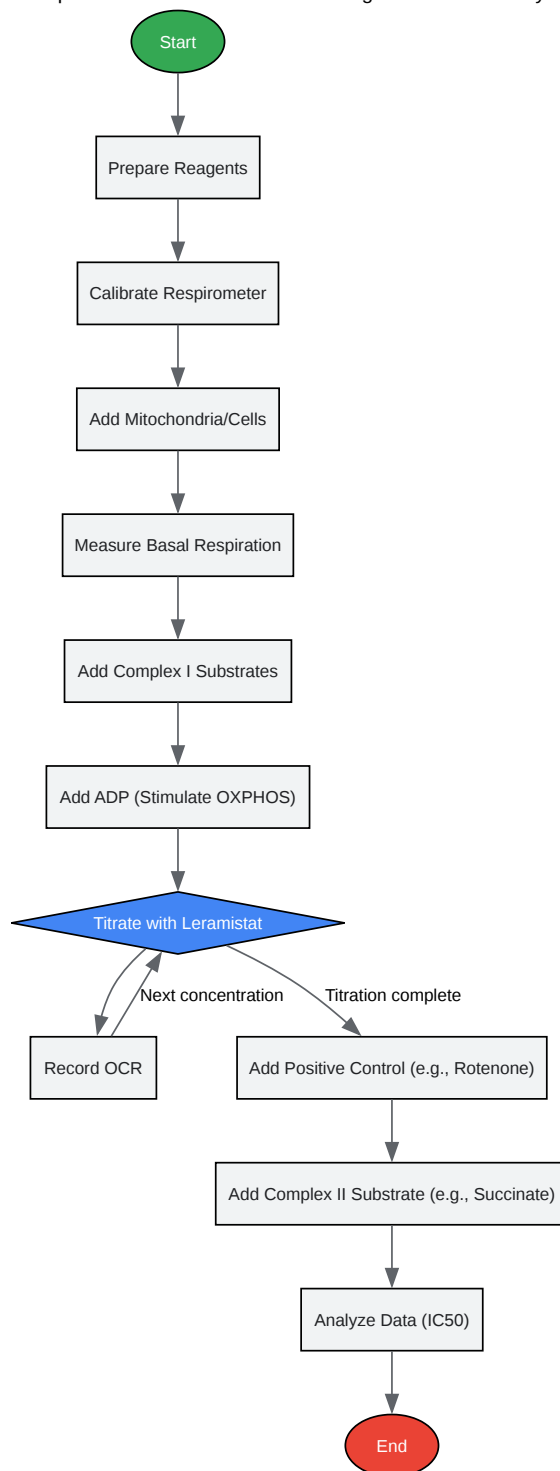 Start
Prepare Reagents
Calibrate Respirometer
Add Mitochondria/Cells
Measure Basal Respiration
Add Complex I Substrates
Add ADP (Stimulate OXPHOS)
Titrate with Leramistat
Next concentration
Titration complete
Record OCR
Add Positive Control (e.g., Rotenone)
Add Complex II Substrate (e.g., Succinate)
Analyze Data (IC50)
End